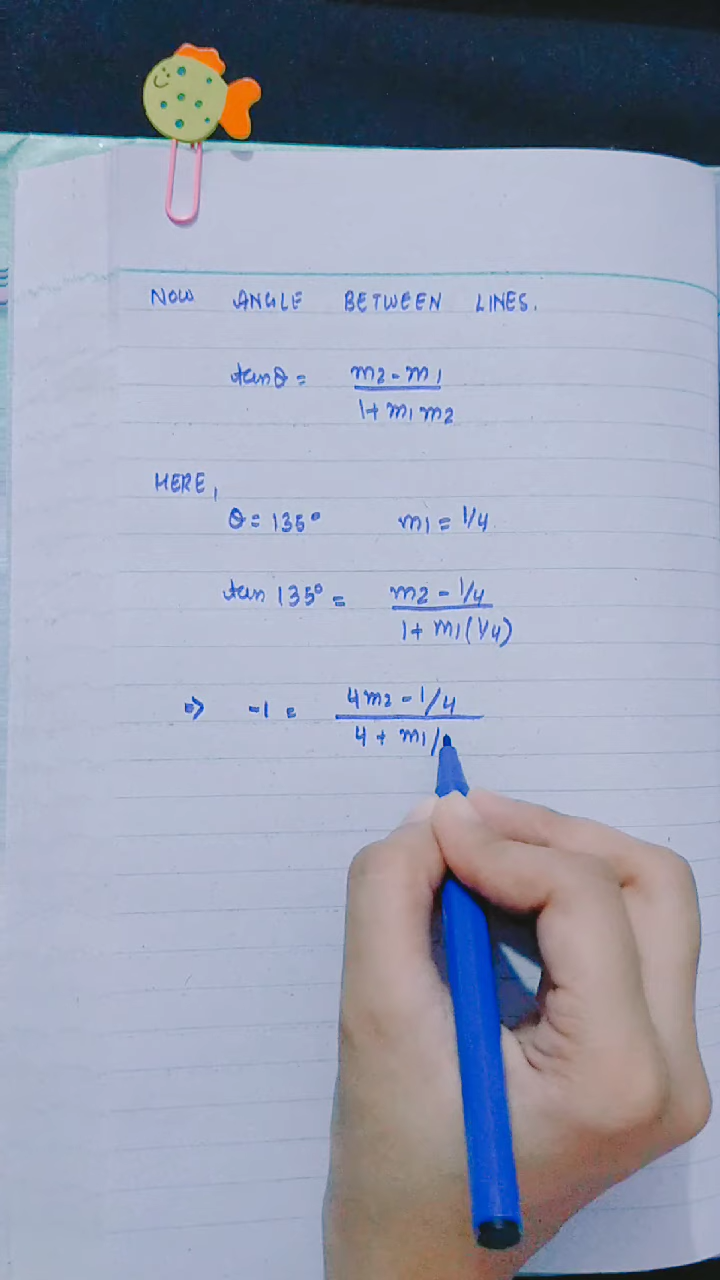 NOW ANGLE BETWEEN LINES.
tanθ = m2 - m1 / 1 + m1 m2
HERE,
θ = 135° m1 = 1/4
tan 135° = m2 - 1/4 / 1 + m1(1/4)
⇒ -1 = 4m2 - 1/4 / 4 + m1/